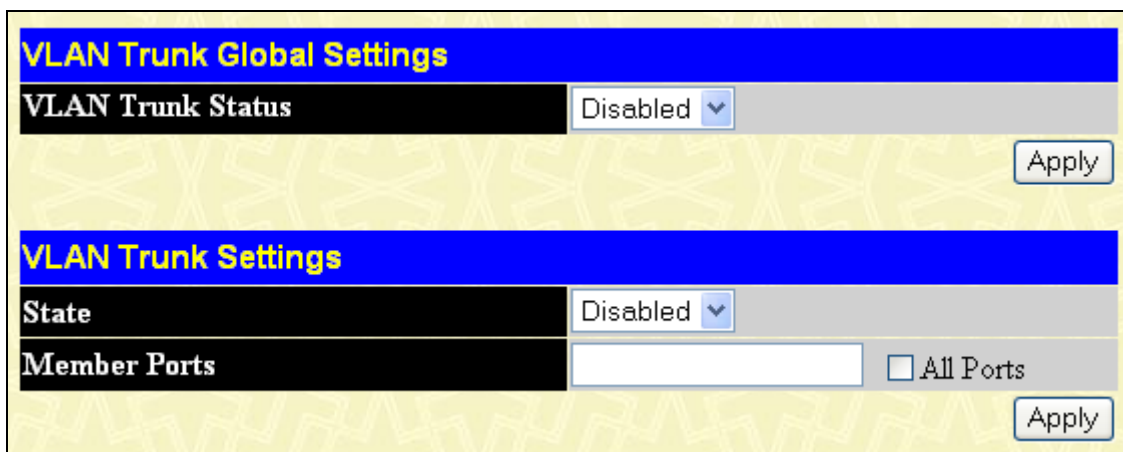 VLAN Trunk Global Settings
VLAN Trunk Status Disabled
Apply
VLAN Trunk Settings
State Disabled
Member Ports All Ports
Apply